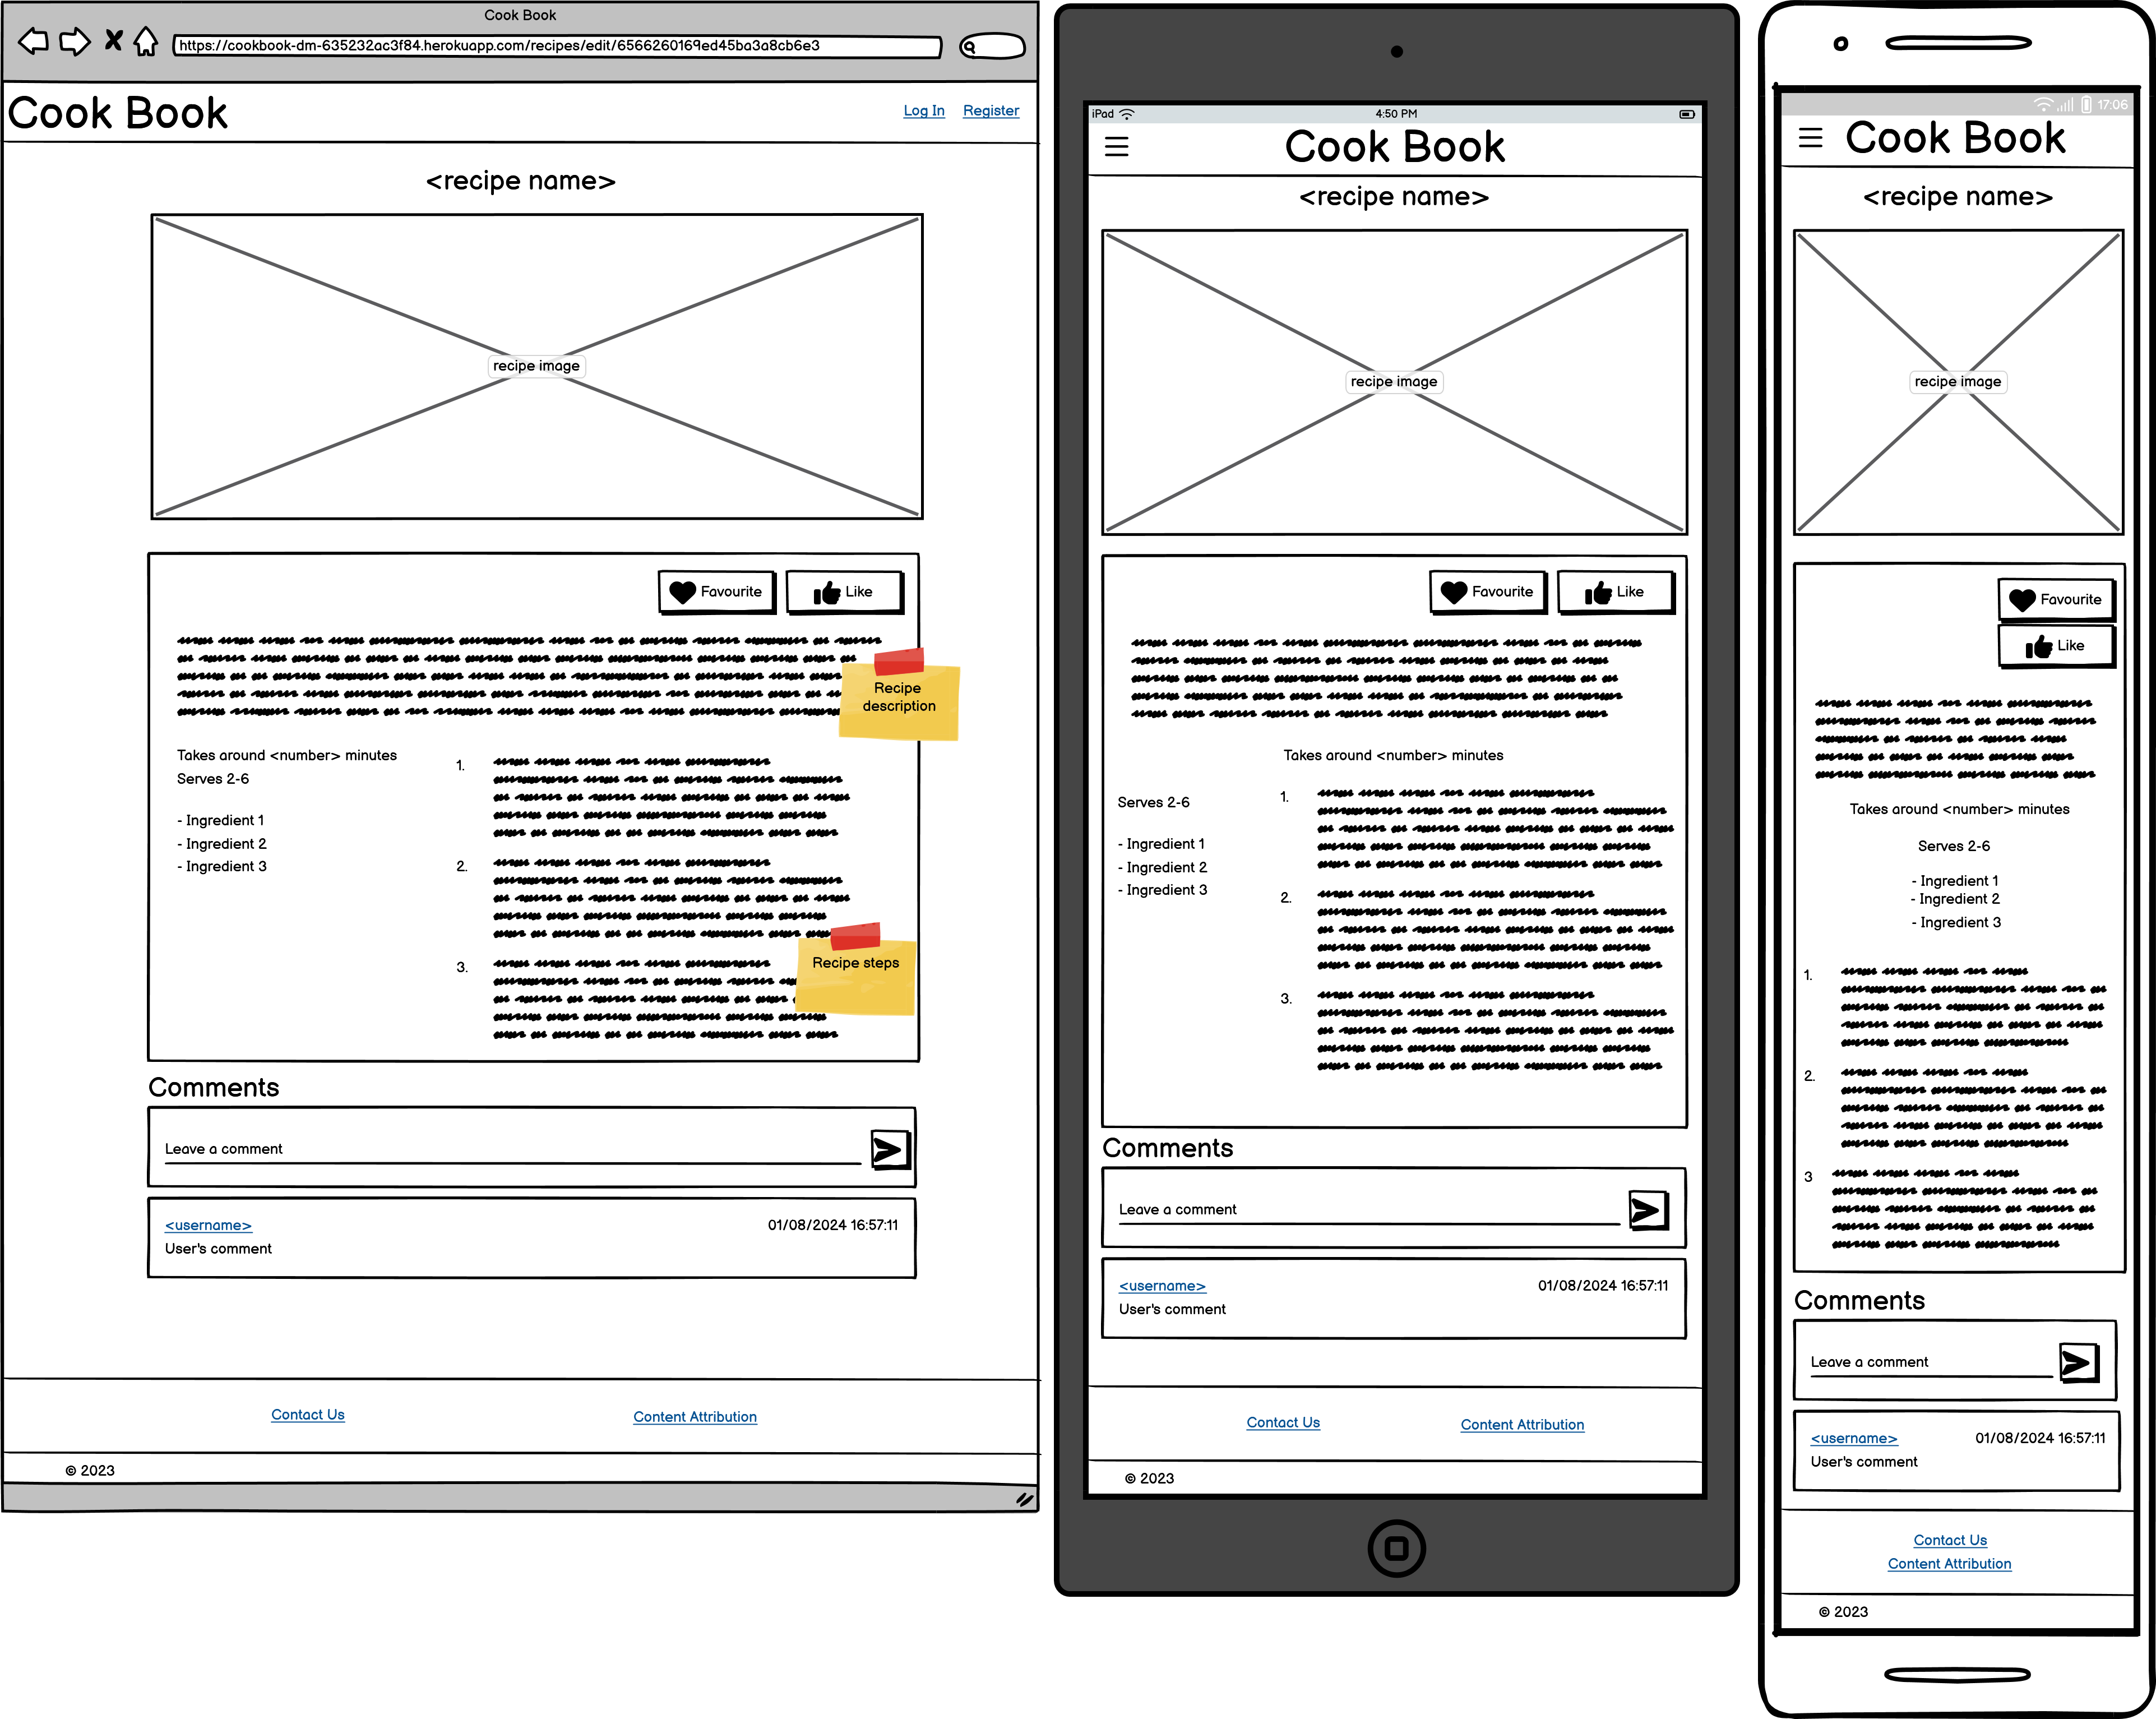 Cook Book
https://cookbook-dm-635232ac3f84.herokuapp.com/recipes/edit/6566260169ed45ba3a8cb6e3
Cook Book
Log In Register
<recipe name>
recipe image
Favourite Like
Recipe
description
Takes around <number> minutes
Serves 2-6
- Ingredient 1
- Ingredient 2
- Ingredient 3
1.
2.
3.
Recipe steps
Comments
Leave a comment
<username> 01/08/2024 16:57:11
User's comment
Contact Us Content Attribution
© 2023
iPad 4:50 PM
Cook Book
<recipe name>
recipe image
Favourite Like
Takes around <number> minutes
Serves 2-6
- Ingredient 1
- Ingredient 2
- Ingredient 3
1.
2.
3.
Comments
Leave a comment
<username> 01/08/2024 16:57:11
User's comment
Contact Us Content Attribution
© 2023
17:06
Cook Book
<recipe name>
recipe image
Favourite
Like
Takes around <number> minutes
Serves 2-6
- Ingredient 1
- Ingredient 2
- Ingredient 3
1.
2.
3
Comments
Leave a comment
<username> 01/08/2024 16:57:11
User's comment
Contact Us
Content Attribution
© 2023